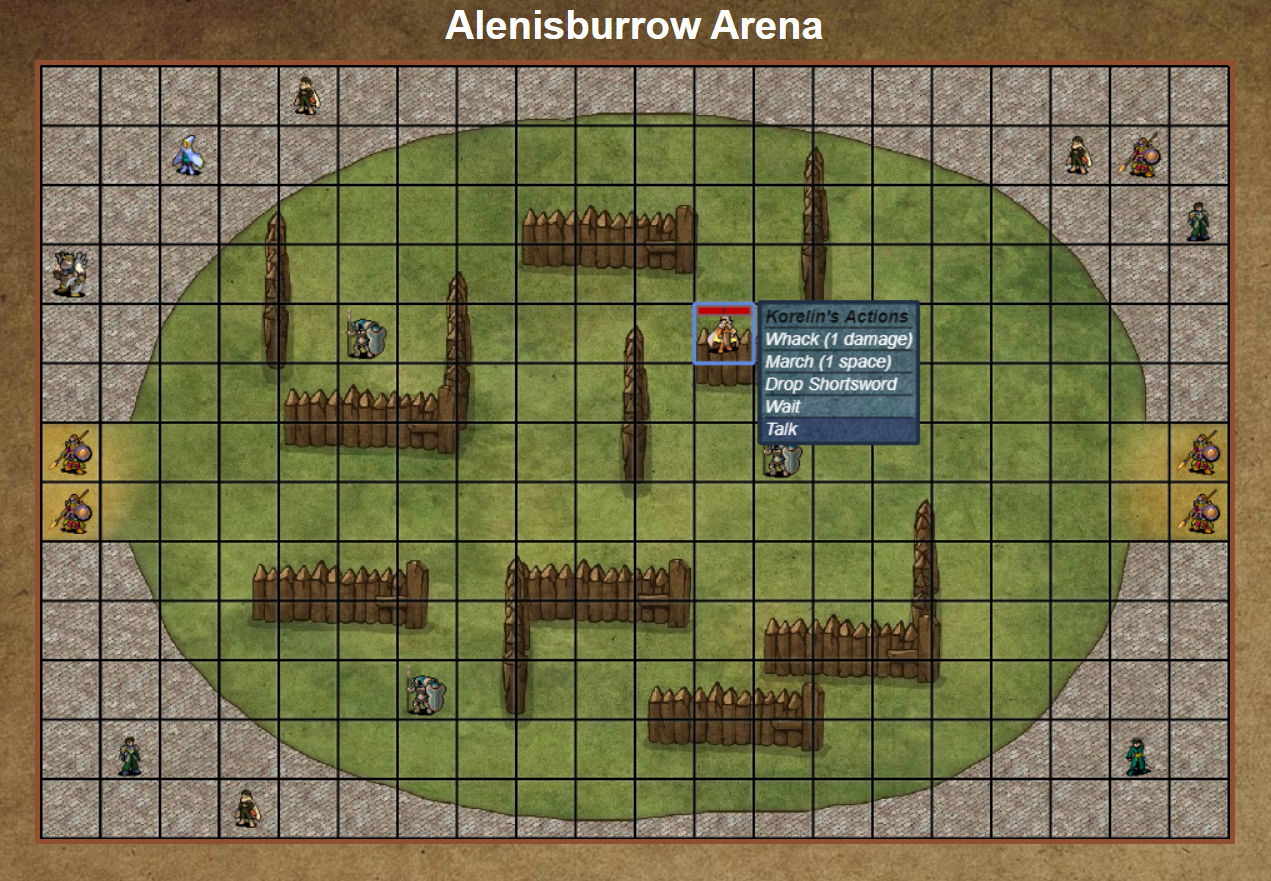 Alenisburrow Arena
Korelin's Actions
Whack (1 damage)
March (1 space)
Drop Shortsword
Wait
Talk